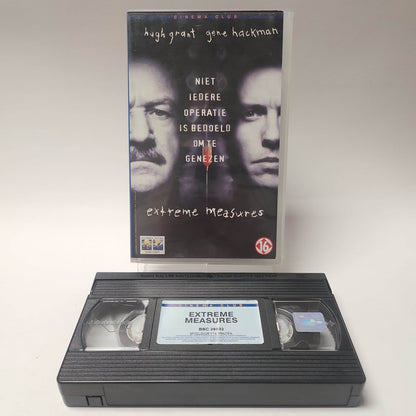 CINEMA CLUB
hugh grant gene hackman
NIET
IEDERE
OPERATIE
IS BEDOELD
OM TE
GENEZEN
extreme measures
16
CINEMA CLUB
EXTREME
MEASURES